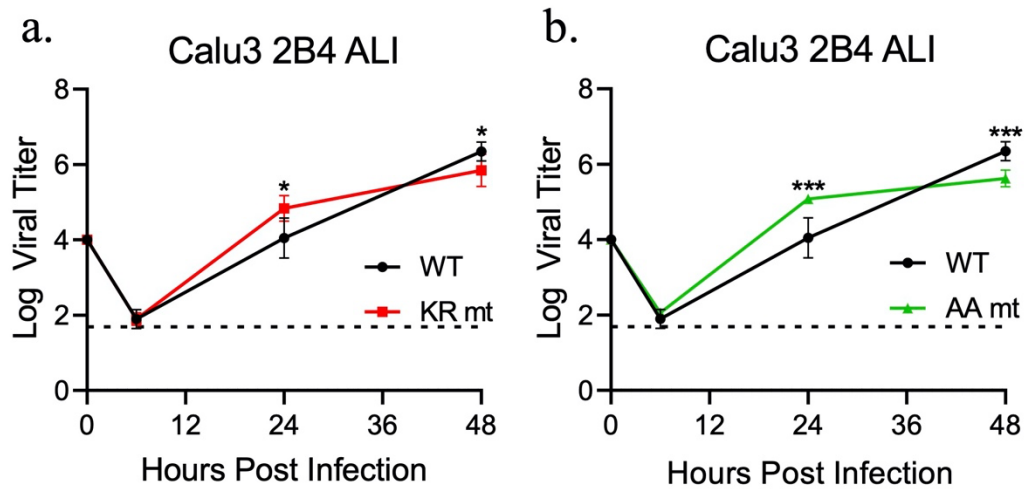 a.
Calu3 2B4 ALI
8
6
4
2
0
Log Viral Titer
*
*
WT
KR mt
0 12 24 36 48
Hours Post Infection
b.
Calu3 2B4 ALI
8
6
4
2
0
Log Viral Titer
***
***
WT
AA mt
0 12 24 36 48
Hours Post Infection